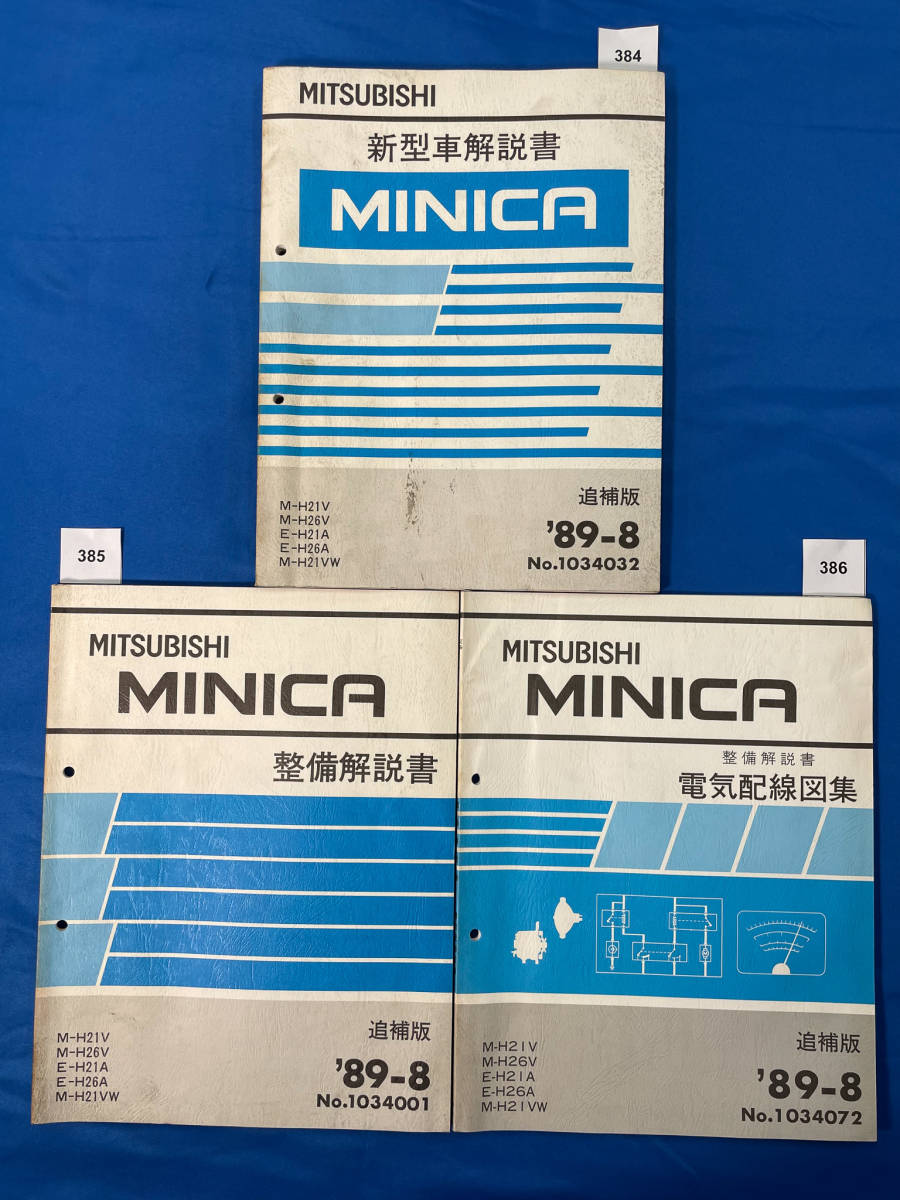 384
MITSUBISHI
新型車解説書
MINICA
M-H21V
M-H26V
E-H21A
E-H26A
M-H21VW
追補版
'89-8
No.1034032
385
MITSUBISHI
MINICA
整備解説書
M-H21V
M-H26V
E-H21A
E-H26A
M-H21VW
追補版
'89-8
No.1034001
386
MITSUBISHI
MINICA
整備解説書
電気配線図集
M-H21V
M-H26V
E-H21A
E-H26A
M-H21VW
追補版
'89-8
No.1034072